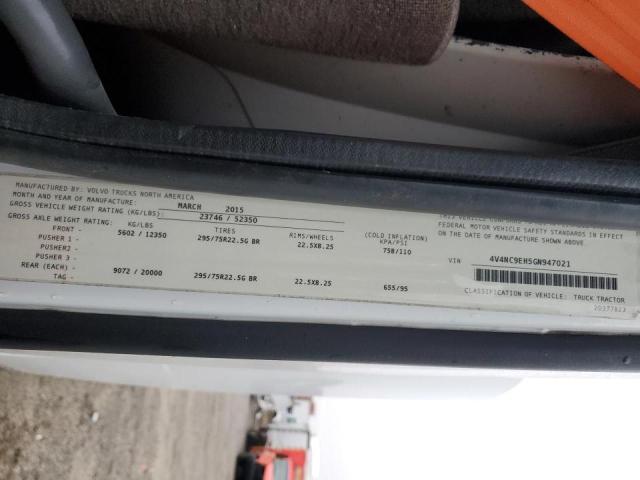 MANUFACTURED BY: VOLVO TRUCKS NORTH AMERICA
MONTH AND YEAR OF MANUFACTURE: MARCH 2015
GROSS VEHICLE WEIGHT RATING (KG/LBS): 23746 / 52350
GROSS AXLE WEIGHT RATING: KG/LBS TIRES RIMS/WHEELS (COLD INFLATION) KPA/PSI
FRONT - 5602 / 12350 295/75R22.5G BR 22.5X8.25 758/110
PUSHER 1 -
PUSHER2 -
PUSHER 3 -
REAR (EACH) - 9072 / 20000 295/75R22.5G BR 22.5X8.25 655/95
TAG -
FEDERAL MOTOR VEHICLE SAFETY STANDARDS IN EFFECT
ON THE DATE OF MANUFACTURE SHOWN ABOVE.
VIN 4V4NC9EH5GN947021
CLASSIFICATION OF VEHICLE: TRUCK TRACTOR